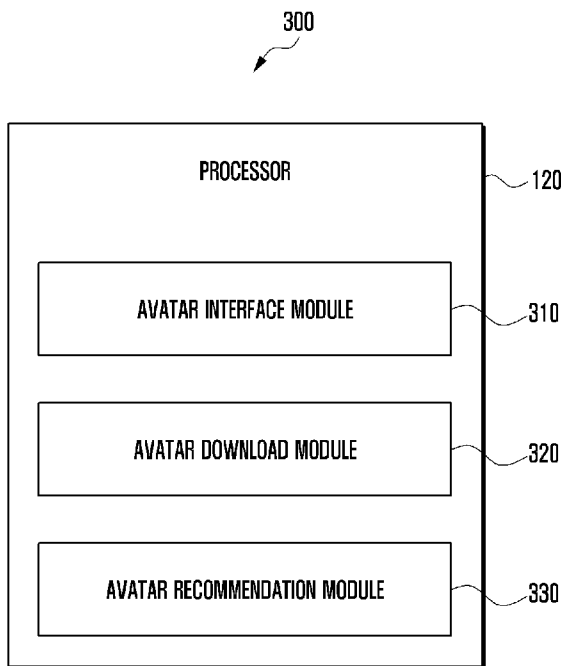 300
PROCESSOR
120
AVATAR INTERFACE MODULE
310
AVATAR DOWNLOAD MODULE
320
AVATAR RECOMMENDATION MODULE
330